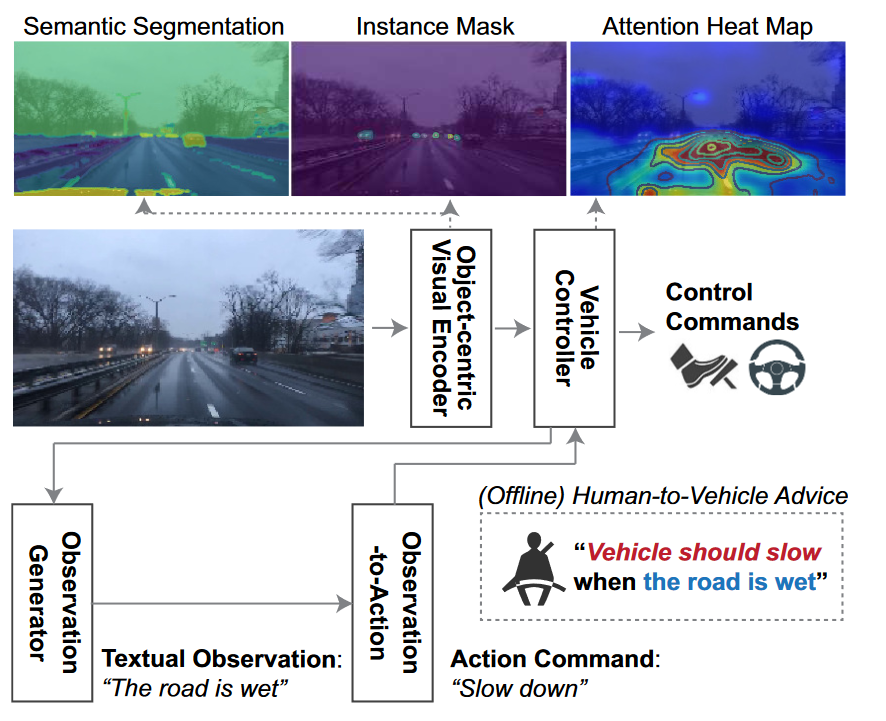 Semantic Segmentation
Instance Mask
Attention Heat Map
Object-centric
Visual Encoder
Vehicle
Controller
Control
Commands
(Offline) Human-to-Vehicle Advice
“Vehicle should slow
when the road is wet”
Observation
Generator
Observation
-to-Action
Textual Observation:
“The road is wet”
Action Command:
“Slow down”